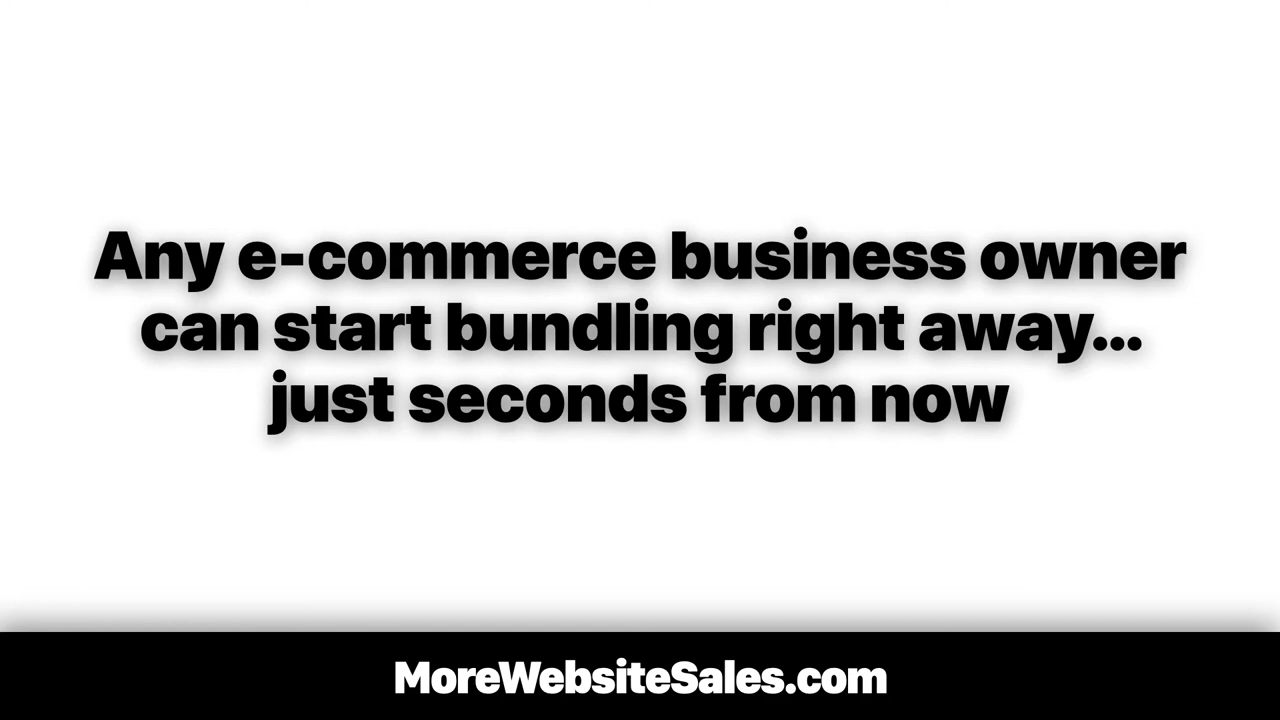 Any e-commerce business owner
can start bundling right away...
just seconds from now
MoreWebsiteSales.com